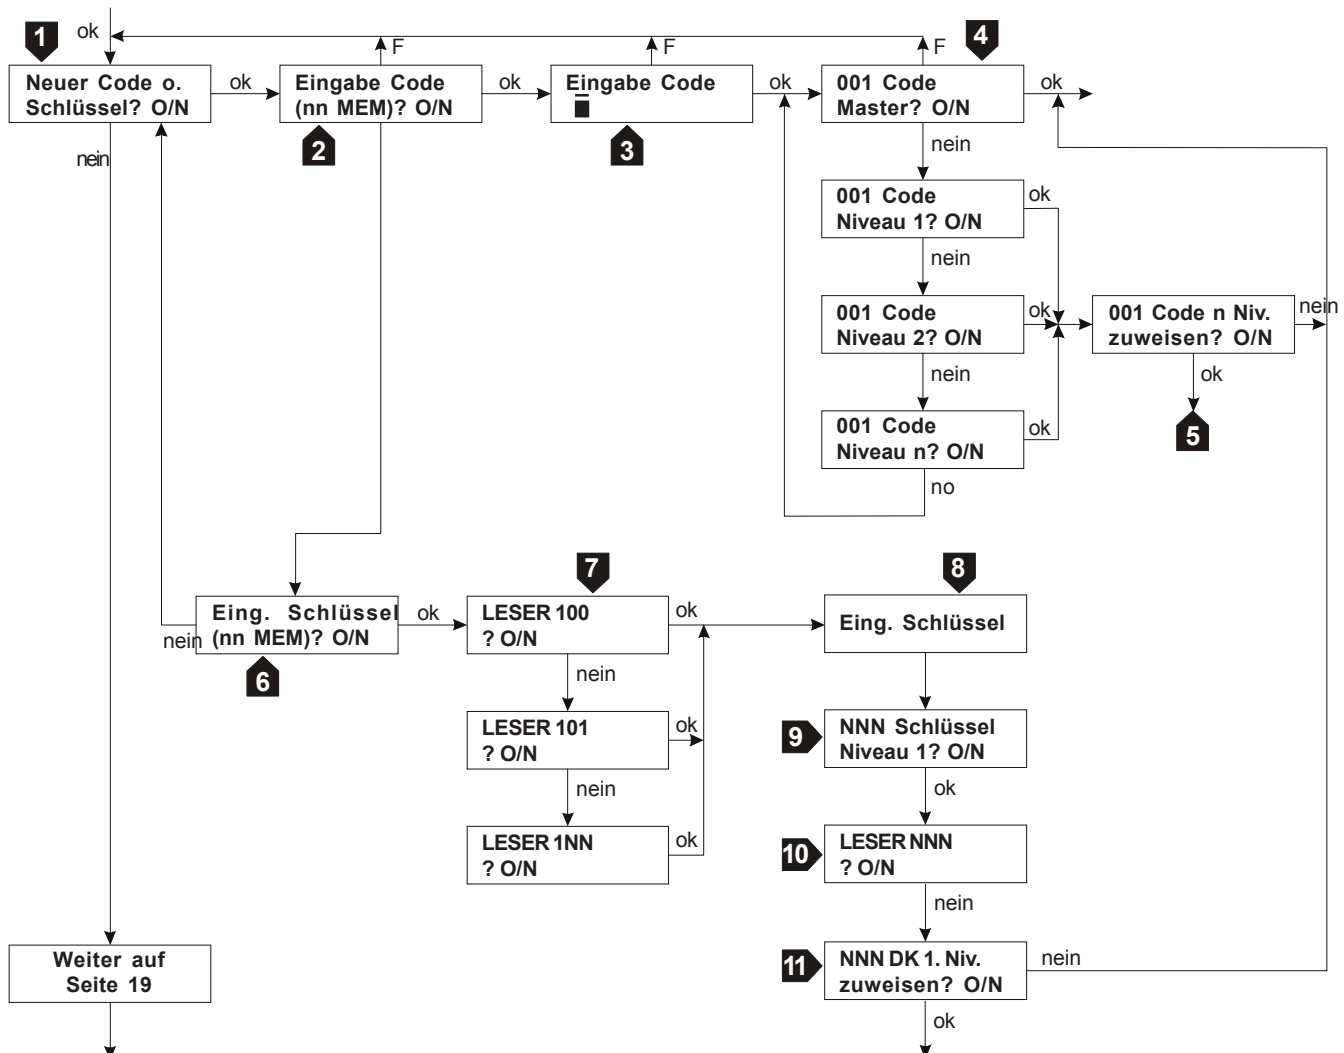 1
ok
Neuer Code o.
Schlüssel? O/N
ok
F
Eingabe Code
(nn MEM)? O/N
ok
2
F
Eingabe Code
3
ok
F
4
001 Code
Master? O/N
ok
nein
nein
001 Code
Niveau 1? O/N
ok
nein
001 Code
Niveau 2? O/N
ok
001 Code n Niv.
zuweisen? O/N
nein
nein
ok
5
001 Code
Niveau n? O/N
ok
no
7
8
Eing. Schlüssel
(nn MEM)? O/N
nein
ok
6
LESER 100
? O/N
ok
Eing. Schlüssel
nein
LESER 101
? O/N
ok
9
NNN Schlüssel
Niveau 1? O/N
nein
ok
LESER 1NN
? O/N
ok
10
LESER NNN
? O/N
nein
Weiter auf
Seite 19
11
NNN DK 1. Niv.
zuweisen? O/N
nein
ok